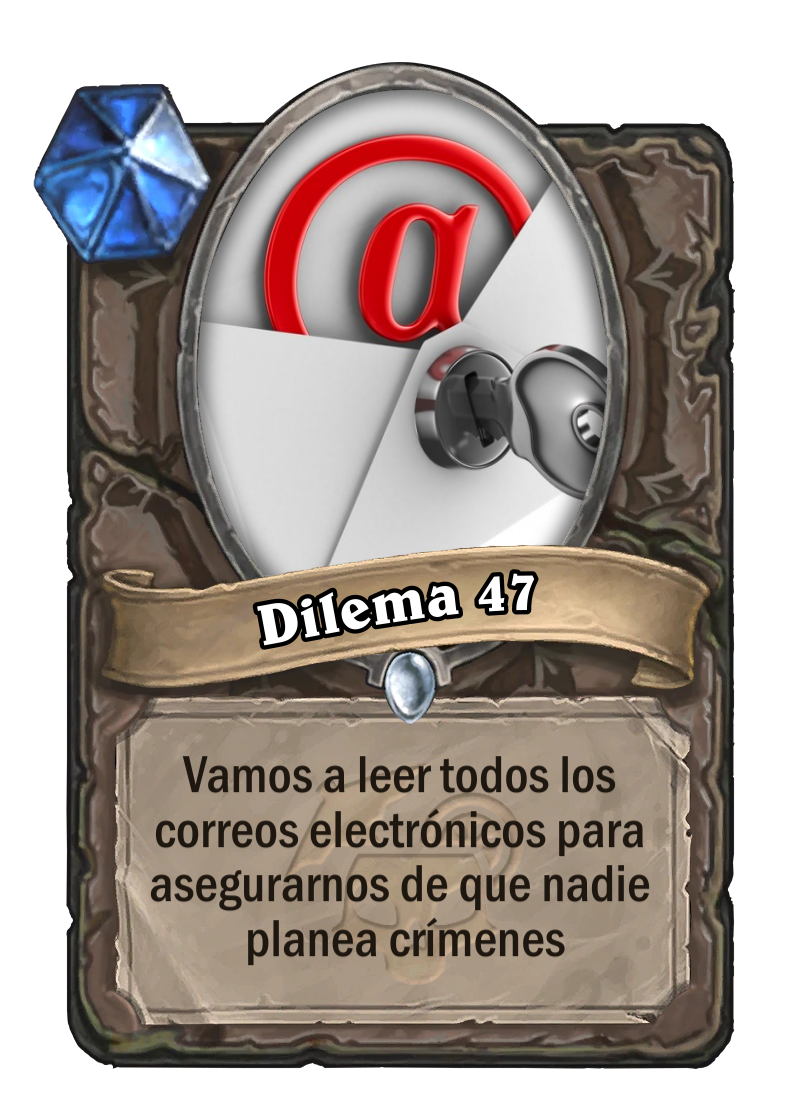 @
Dilema 47
Vamos a leer todos los
correos electrónicos para
asegurarnos de que nadie
planea crímenes